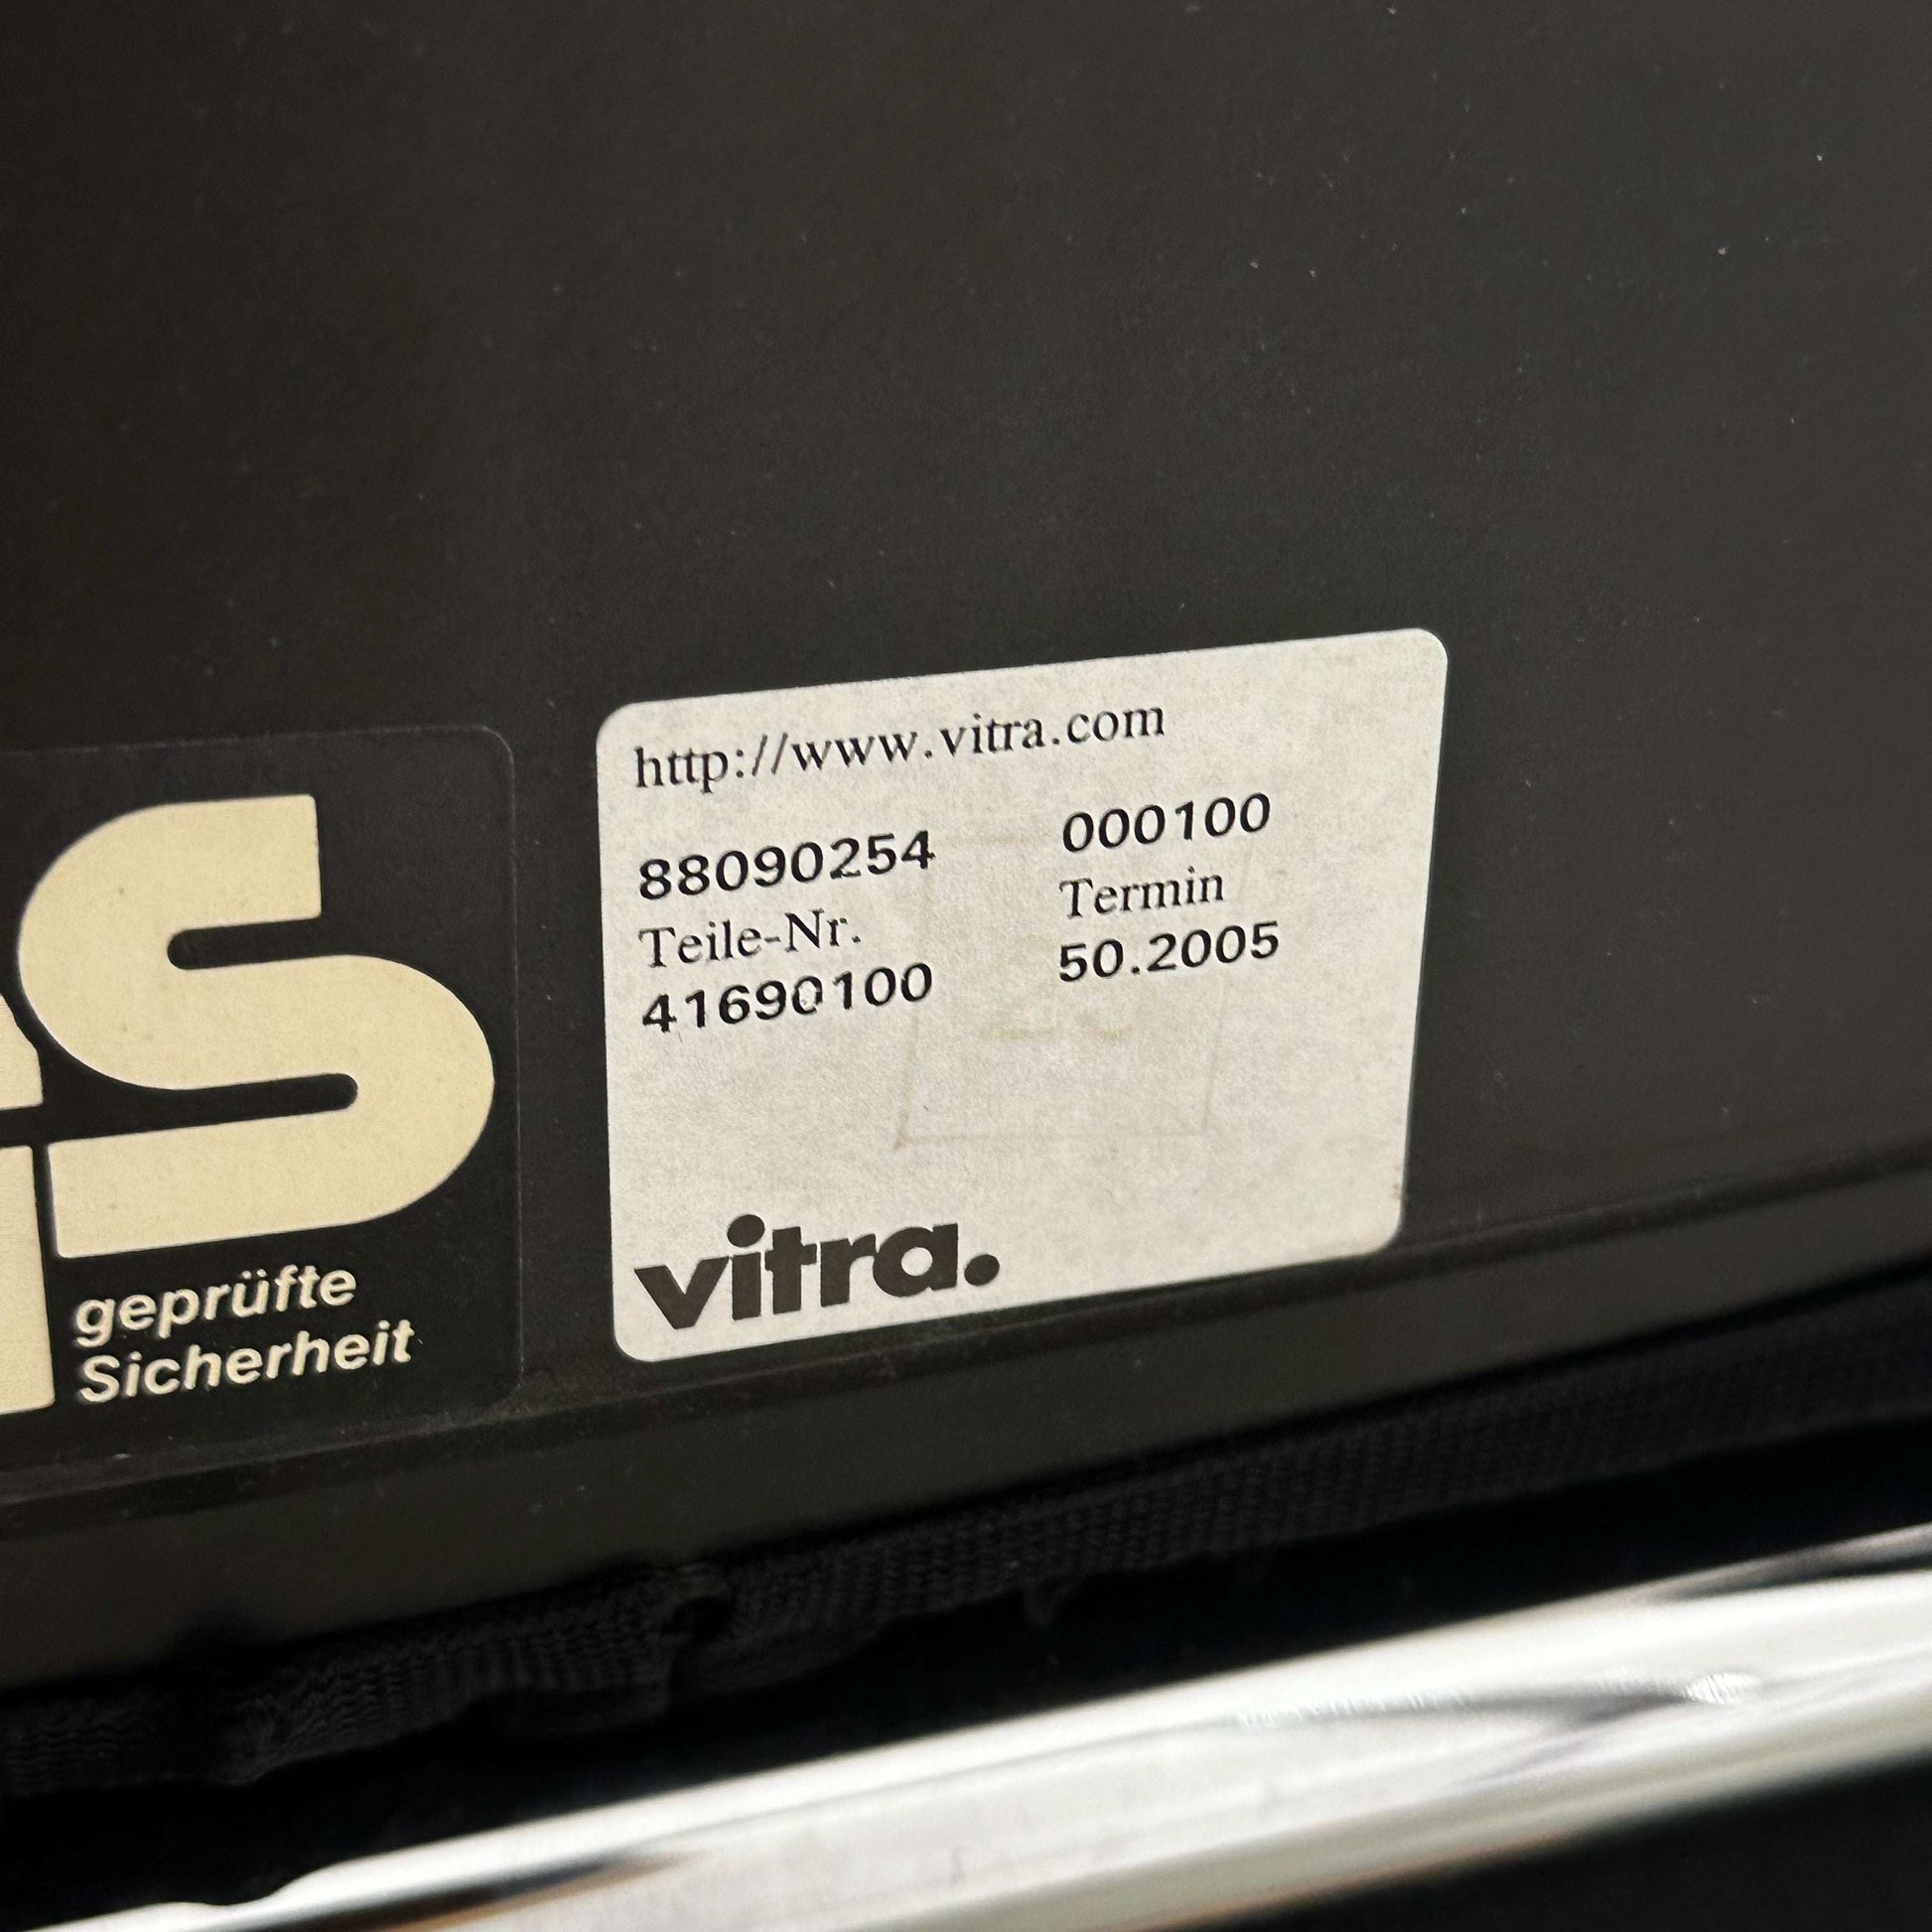 http://www.vitra.com
88090254 000100
Teile-Nr. Termin
41690100 50.2005
vitra.
S
geprüfte
Sicherheit